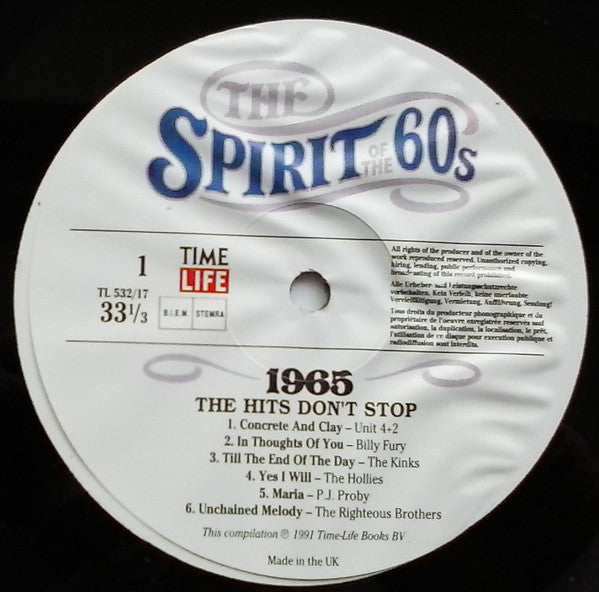 THE
SPIRIT OF THE 60s
1
TIME
LIFE
TL 532/17
33 1/3
B.I.E.M. STEMRA
All rights of the producer and of the owner of the
work reproduced reserved. Unauthorized copying,
hiring, lending, public performance and
broadcasting of this record prohibited.
Alle Urheber- und Leistungsschutzrechte
vorbehalten. Kein Verleih, keine unerlaubte
Vervielfältigung, Vermietung, Aufführung, Sendung!
Tous droits du producteur phonographique et du
propriétaire de l'oeuvre enregistrée réservés sauf
autorisation, la duplication, la localisation, le prêt,
l'utilisation de ce disque pour exécution publique et
radiodiffusion sont interdits.
1965
THE HITS DON'T STOP
1. Concrete And Clay – Unit 4+2
2. In Thoughts Of You – Billy Fury
3. Till The End Of The Day – The Kinks
4. Yes I Will – The Hollies
5. Maria – P.J. Proby
6. Unchained Melody – The Righteous Brothers
This compilation ℗ 1991 Time-Life Books BV
Made in the UK